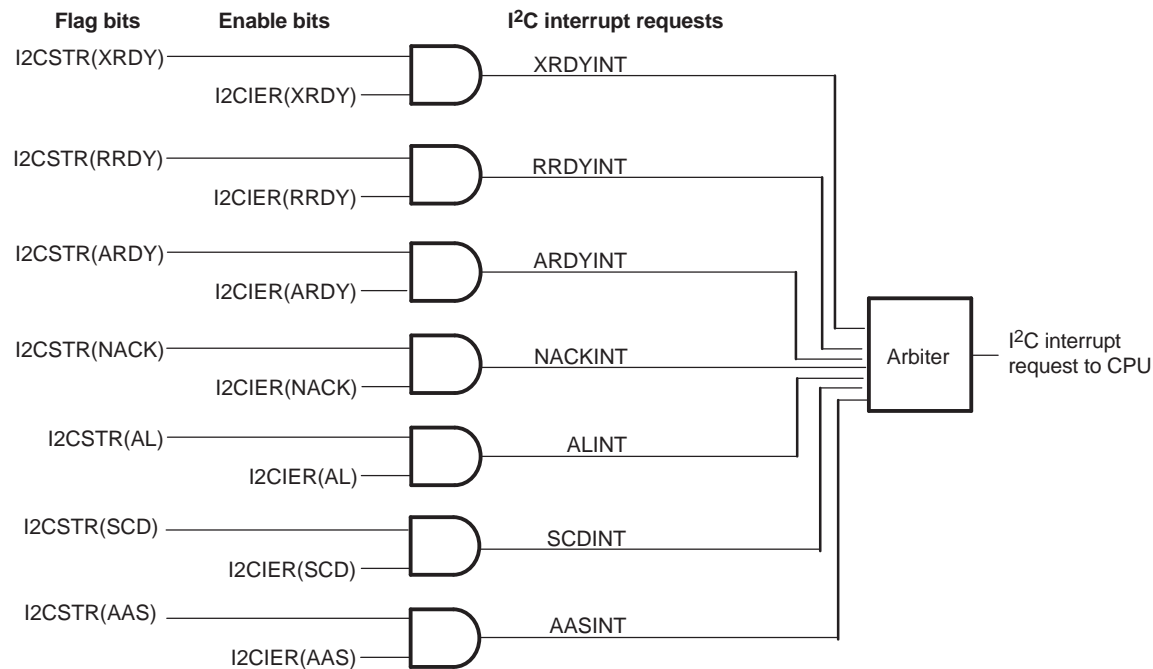 Flag bits Enable bits I²C interrupt requests
I2CSTR(XRDY)
XRDYINT
I2CIER(XRDY)
I2CSTR(RRDY)
RRDYINT
I2CIER(RRDY)
I2CSTR(ARDY)
ARDYINT
I2CIER(ARDY)
I2CSTR(NACK)
NACKINT
I2CIER(NACK)
Arbiter
I²C interrupt
request to CPU
I2CSTR(AL)
ALINT
I2CIER(AL)
I2CSTR(SCD)
SCDINT
I2CIER(SCD)
I2CSTR(AAS)
AASINT
I2CIER(AAS)